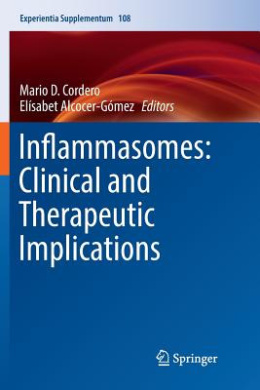 Experientia Supplementum 108
Mario D. Cordero
Elísabet Alcocer-Gómez Editors
Inflammasomes:
Clinical and
Therapeutic
Implications
Springer